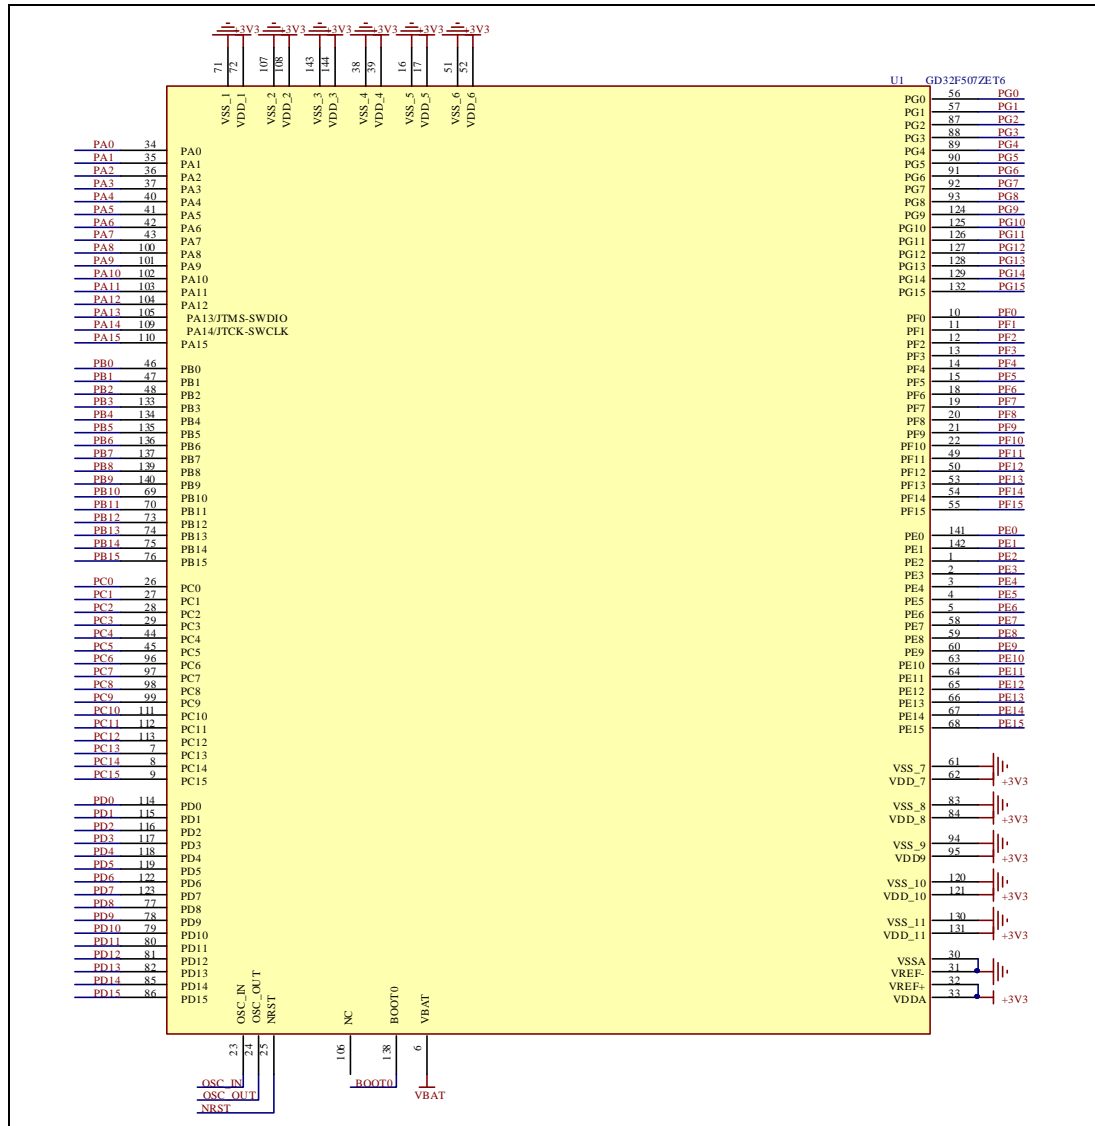 +3V3 +3V3 +3V3 +3V3 +3V3 +3V3
71 72 107 108 143 144 38 39 16 17 51 52
VSS_1 VDD_1 VSS_2 VDD_2 VSS_3 VDD_3 VSS_4 VDD_4 VSS_5 VDD_5 VSS_6 VDD_6
U1 GD32F507ZET6
PA0 34 PA0
PA1 35 PA1
PA2 36 PA2
PA3 37 PA3
PA4 40 PA4
PA5 41 PA5
PA6 42 PA6
PA7 43 PA7
PA8 100 PA8
PA9 101 PA9
PA10 102 PA10
PA11 103 PA11
PA12 104 PA12
PA13 105 PA13/JTMS-SWDIO
PA14 109 PA14/JTCK-SWCLK
PA15 110 PA15
PB0 46 PB0
PB1 47 PB1
PB2 48 PB2
PB3 133 PB3
PB4 134 PB4
PB5 135 PB5
PB6 136 PB6
PB7 137 PB7
PB8 139 PB8
PB9 140 PB9
PB10 69 PB10
PB11 70 PB11
PB12 73 PB12
PB13 74 PB13
PB14 75 PB14
PB15 76 PB15
PC0 26 PC0
PC1 27 PC1
PC2 28 PC2
PC3 29 PC3
PC4 44 PC4
PC5 45 PC5
PC6 96 PC6
PC7 97 PC7
PC8 98 PC8
PC9 99 PC9
PC10 111 PC10
PC11 112 PC11
PC12 113 PC12
PC13 7 PC13
PC14 8 PC14
PC15 9 PC15
PD0 114 PD0
PD1 115 PD1
PD2 116 PD2
PD3 117 PD3
PD4 118 PD4
PD5 119 PD5
PD6 122 PD6
PD7 123 PD7
PD8 77 PD8
PD9 78 PD9
PD10 79 PD10
PD11 80 PD11
PD12 81 PD12
PD13 82 PD13
PD14 85 PD14
PD15 86 PD15
PG0 56 PG0
PG1 57 PG1
PG2 87 PG2
PG3 88 PG3
PG4 89 PG4
PG5 90 PG5
PG6 91 PG6
PG7 92 PG7
PG8 93 PG8
PG9 124 PG9
PG10 125 PG10
PG11 126 PG11
PG12 127 PG12
PG13 128 PG13
PG14 129 PG14
PG15 132 PG15
PF0 10 PF0
PF1 11 PF1
PF2 12 PF2
PF3 13 PF3
PF4 14 PF4
PF5 15 PF5
PF6 18 PF6
PF7 19 PF7
PF8 20 PF8
PF9 21 PF9
PF10 22 PF10
PF11 49 PF11
PF12 50 PF12
PF13 53 PF13
PF14 54 PF14
PF15 55 PF15
PE0 141 PE0
PE1 142 PE1
PE2 1 PE2
PE3 2 PE3
PE4 3 PE4
PE5 4 PE5
PE6 5 PE6
PE7 58 PE7
PE8 59 PE8
PE9 60 PE9
PE10 63 PE10
PE11 64 PE11
PE12 65 PE12
PE13 66 PE13
PE14 67 PE14
PE15 68 PE15
VSS_7 61
VDD_7 62 +3V3
VSS_8 83
VDD_8 84 +3V3
VSS_9 94
VDD9 95 +3V3
VSS_10 120
VDD_10 121 +3V3
VSS_11 130
VDD_11 131 +3V3
VSSA 30
VREF- 31
VREF+ 32
VDDA 33 +3V3
OSC_IN OSC_OUT NRST NC BOOT0 VBAT
23 24 25 106 138 6
OSC_IN BOOT0
OSC_OUT VBAT
NRST